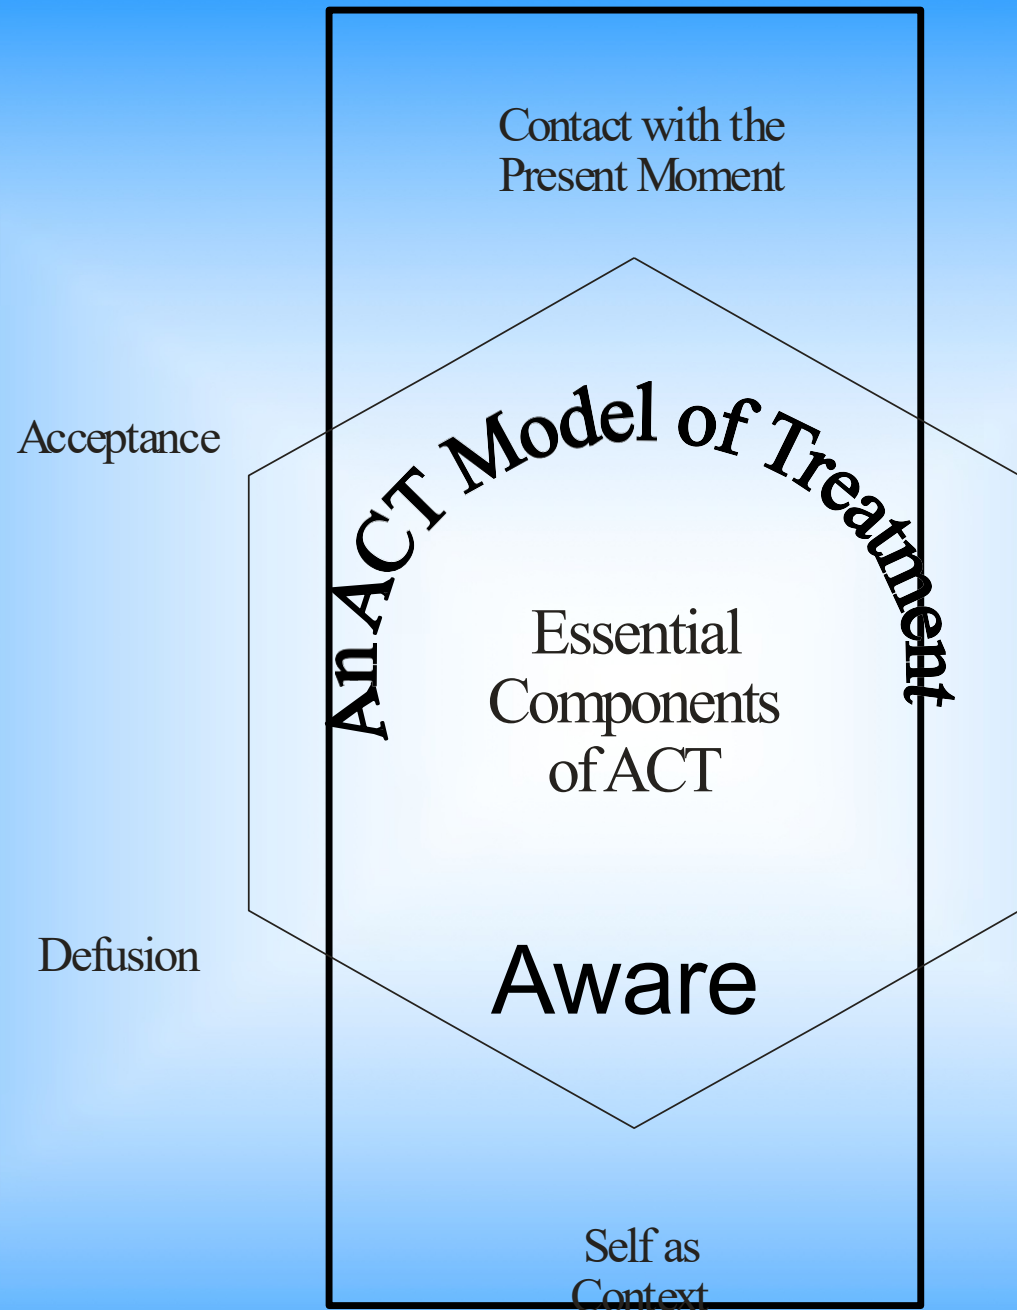 Contact with the
Present Moment
An ACT Model of Treatment
Acceptance
Essential
Components
of ACT
Defusion
Aware
Self as
Context